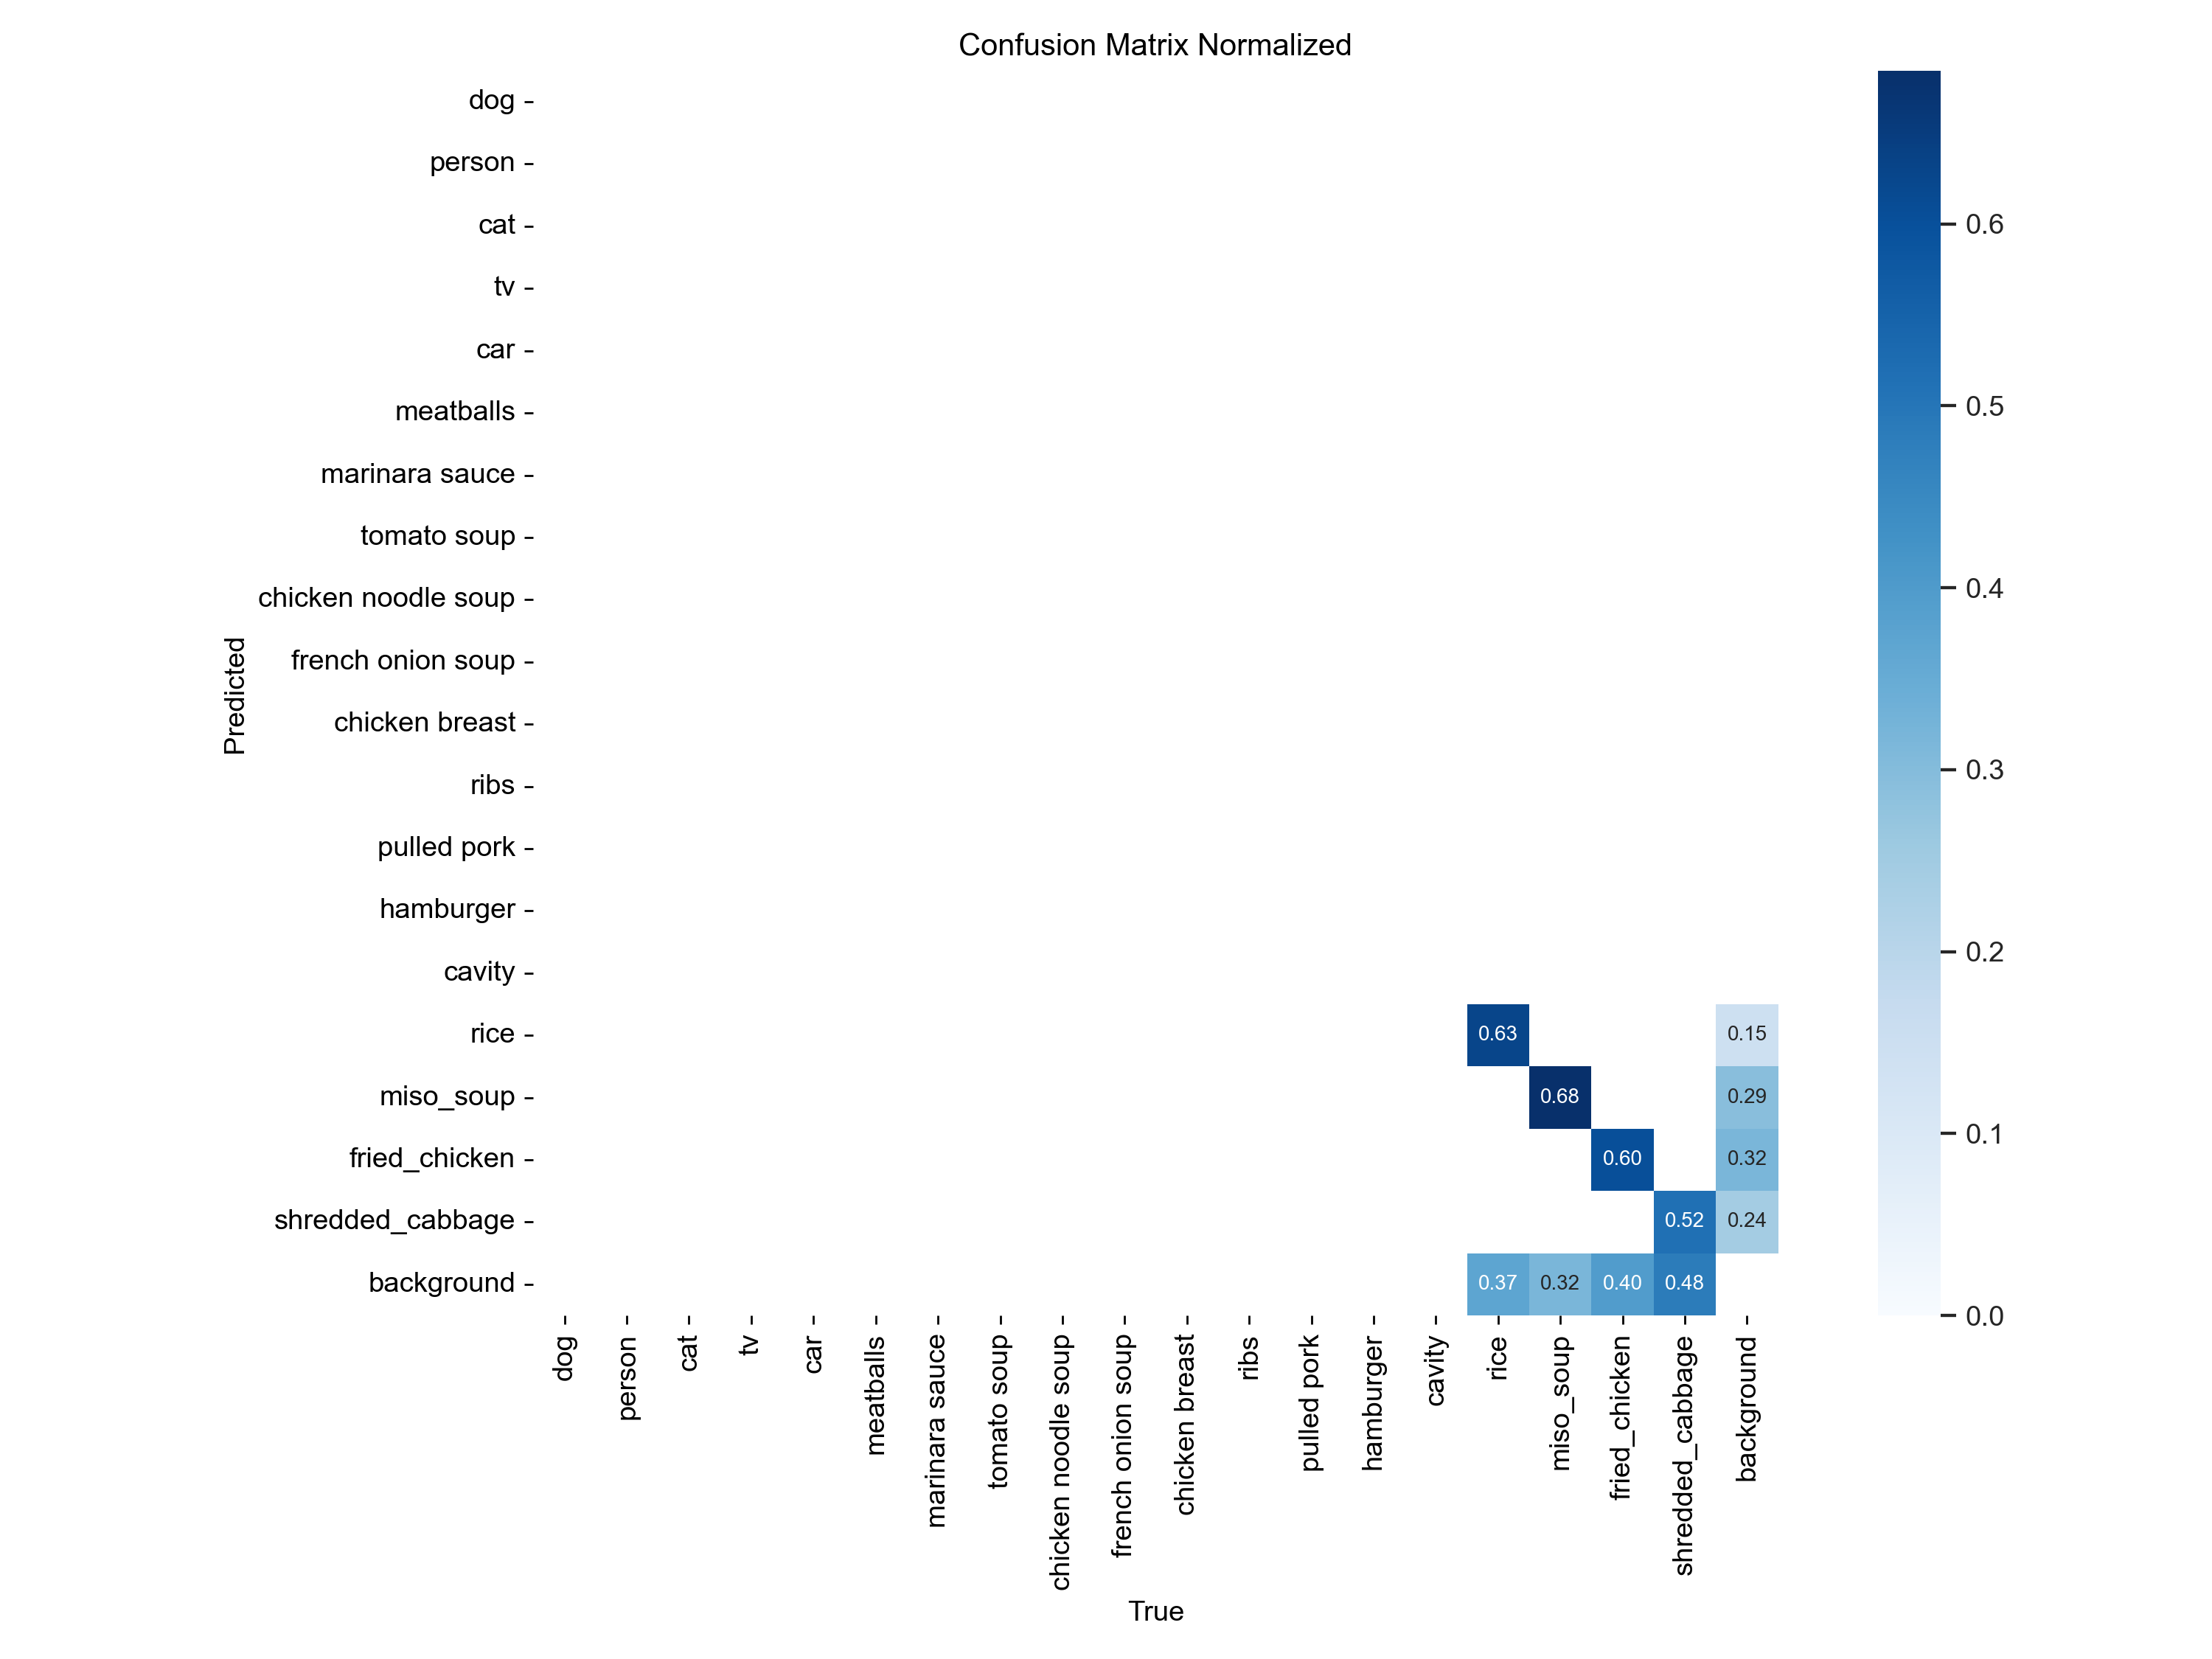 Confusion Matrix Normalized
dog
person
cat
tv
car
meatballs
marinara sauce
tomato soup
chicken noodle soup
french onion soup
chicken breast
ribs
pulled pork
hamburger
cavity
rice
miso_soup
fried_chicken
shredded_cabbage
background
Predicted
0.63 0.15
0.68 0.29
0.60 0.32
0.52 0.24
0.37 0.32 0.40 0.48
dog
person
cat
tv
car
meatballs
marinara sauce
tomato soup
chicken noodle soup
french onion soup
chicken breast
ribs
pulled pork
hamburger
cavity
rice
miso_soup
fried_chicken
shredded_cabbage
background
True
0.6
0.5
0.4
0.3
0.2
0.1
0.0